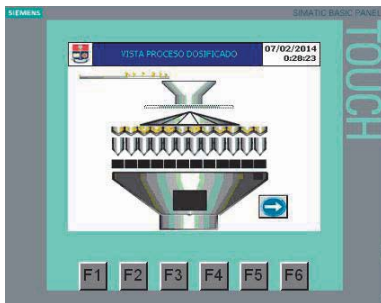 SIEMENS
SIMATIC BASIC PANEL
TOUCH
VISTA PROCESO DOSIFICADO
07/02/2014
0:28:23
F1 F2 F3 F4 F5 F6